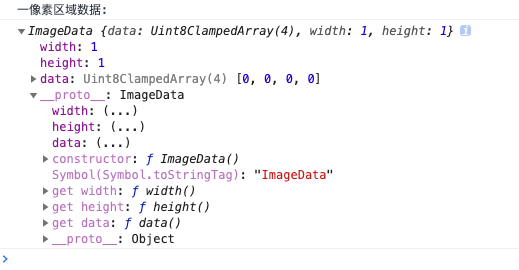 一像素区域数据:
ImageData {data: Uint8ClampedArray(4), width: 1, height: 1} i
width: 1
height: 1
data: Uint8ClampedArray(4) [0, 0, 0, 0]
__proto__: ImageData
width: (...)
height: (...)
data: (...)
constructor: ƒ ImageData()
Symbol(Symbol.toStringTag): "ImageData"
get width: ƒ width()
get height: ƒ height()
get data: ƒ data()
__proto__: Object